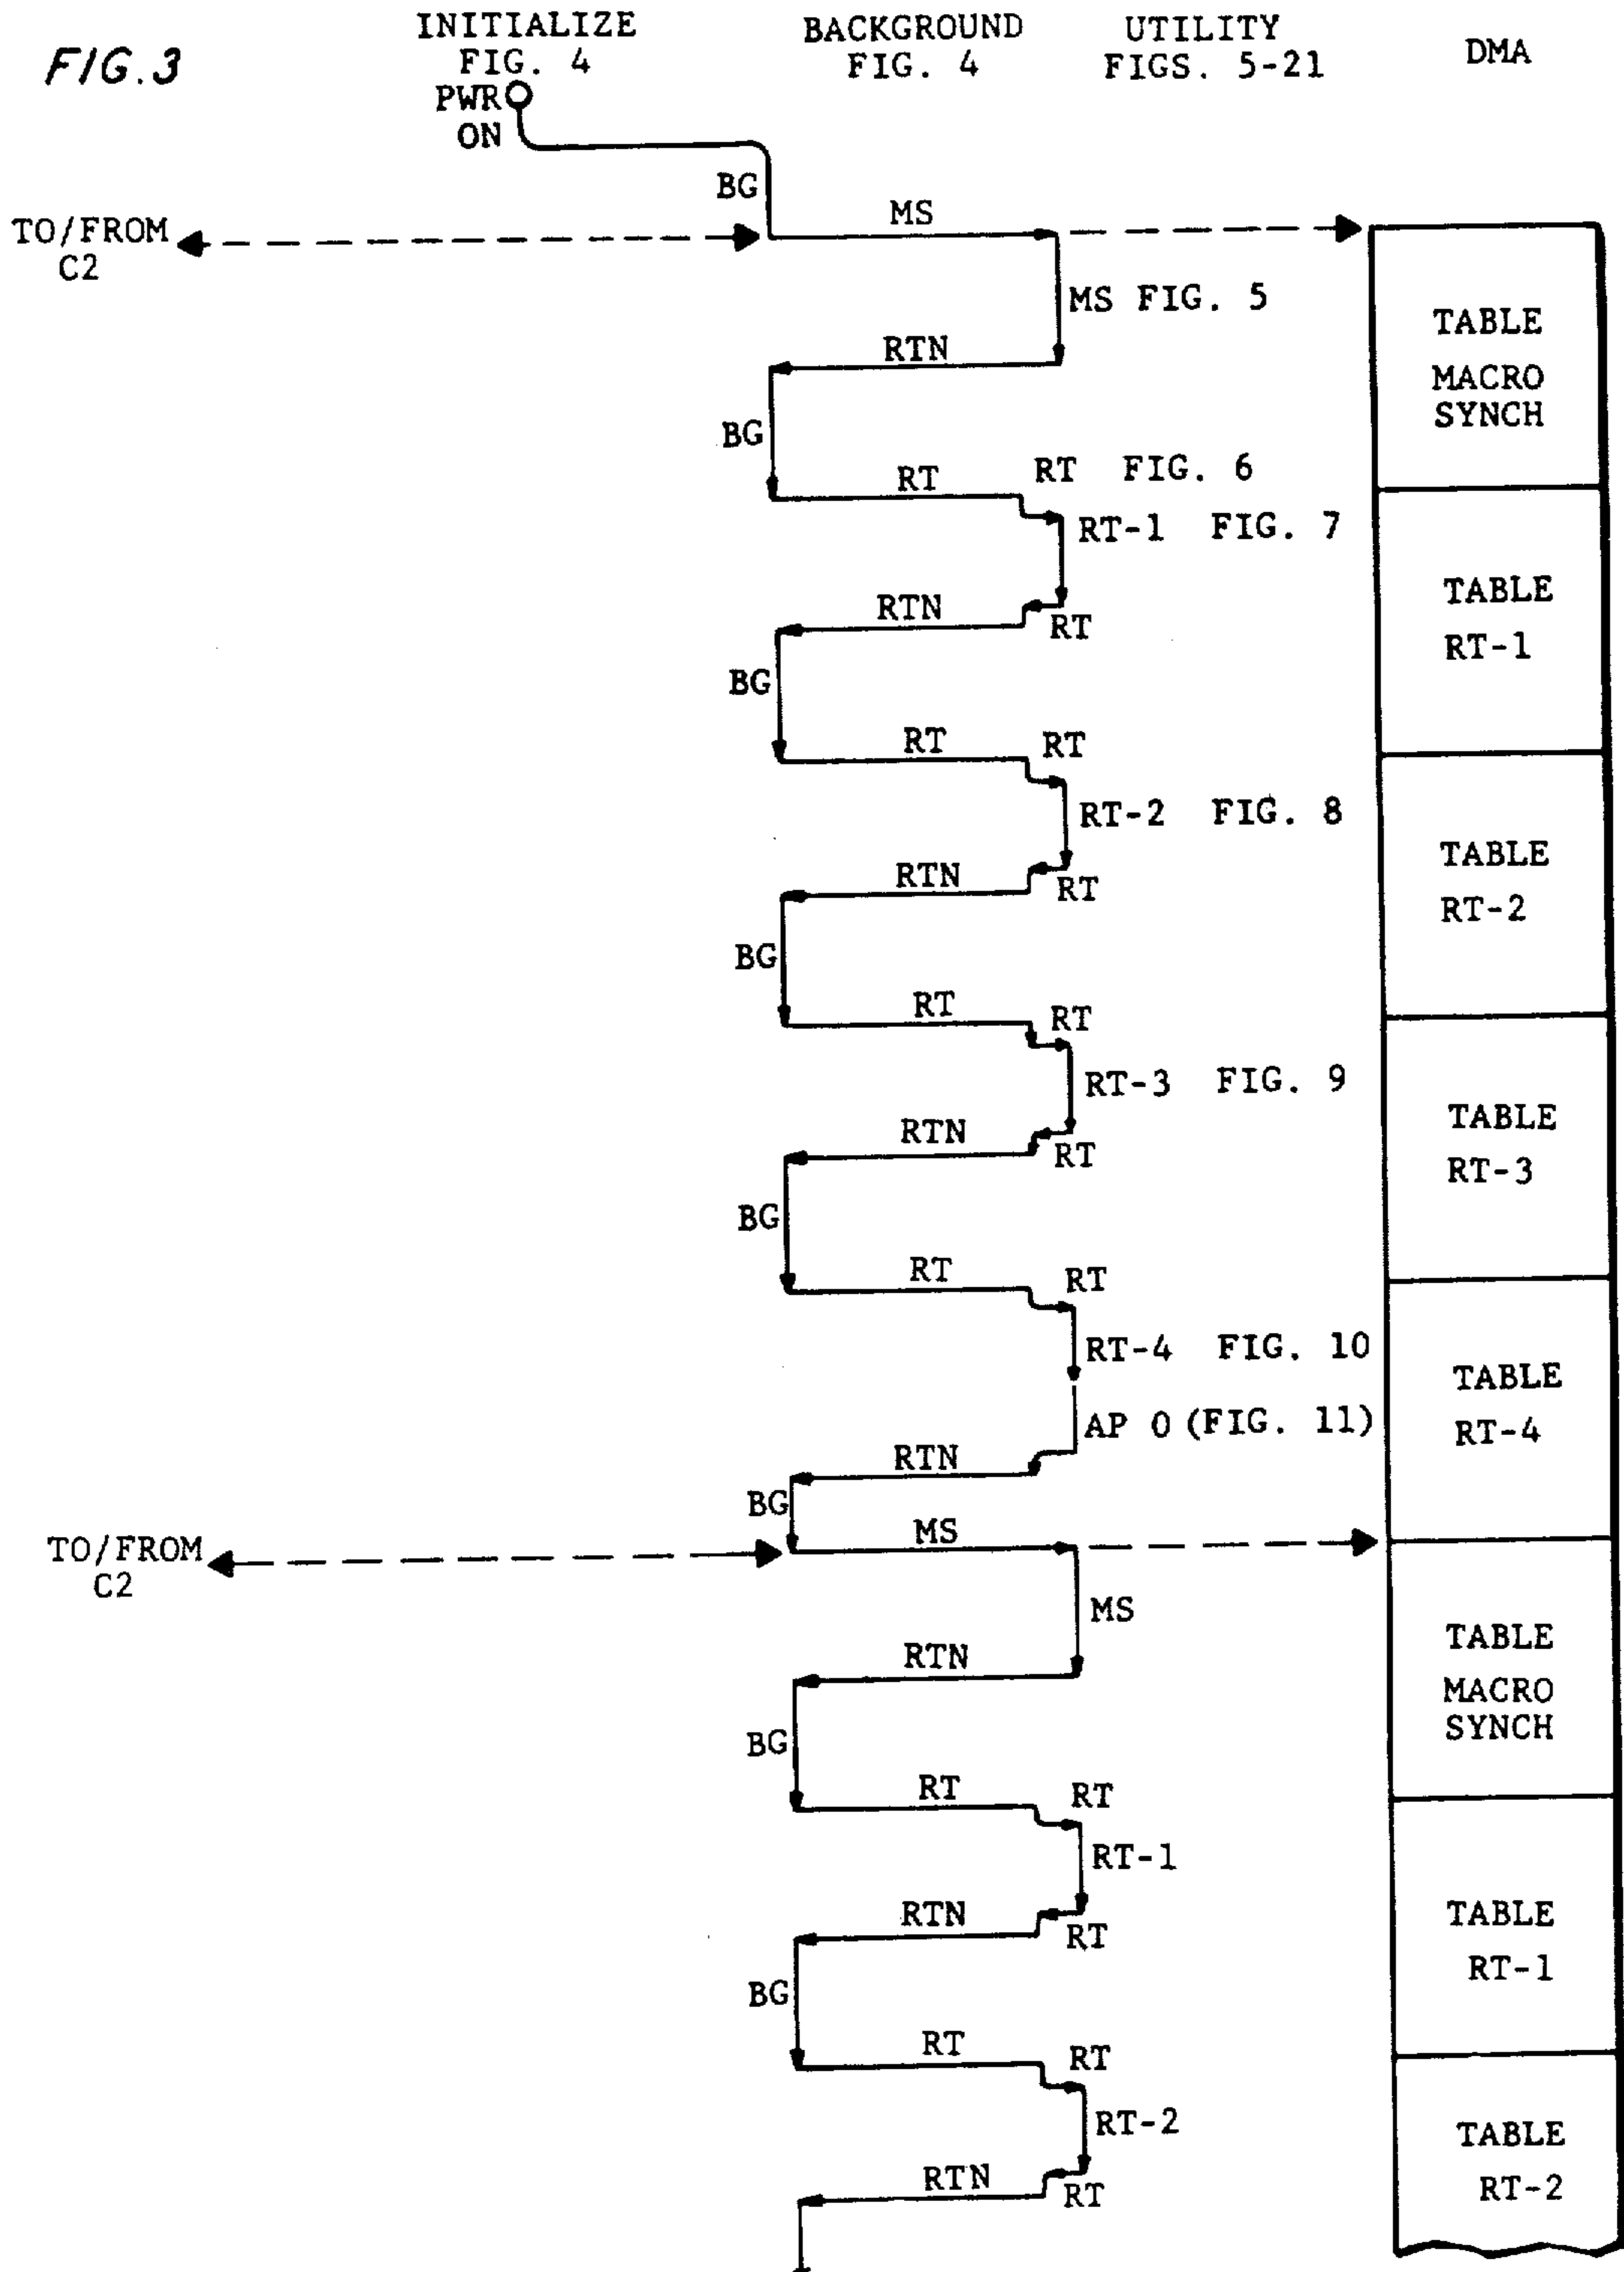 FIG. 3
INITIALIZE
FIG. 4
BACKGROUND
FIG. 4
UTILITY
FIGS. 5-21
DMA
PWR
ON
BG
TO/FROM
C2
MS
MS FIG. 5
TABLE
MACRO
SYNCH
RTN
BG
RT
RT FIG. 6
RT-1 FIG. 7
TABLE
RT-1
RTN
RT
BG
RT
RT
RT-2 FIG. 8
TABLE
RT-2
RTN
RT
BG
RT
RT
RT-3 FIG. 9
TABLE
RT-3
RTN
RT
BG
RT
RT
RT-4 FIG. 10
TABLE
RT-4
AP 0 (FIG. 11)
RTN
BG
TO/FROM
C2
MS
MS
TABLE
MACRO
SYNCH
RTN
BG
RT
RT
RT-1
TABLE
RT-1
RTN
RT
BG
RT
RT
RT-2
TABLE
RT-2
RTN
RT